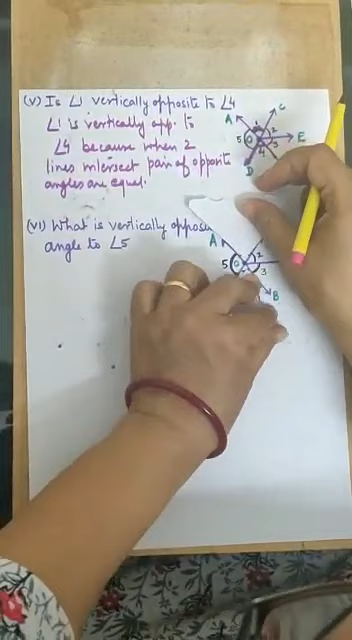 (v) Is ∠1 vertically opposite to ∠4
∠1 is vertically opp. to
∠4 because when 2
lines intersect pair of opposite
angles are equal.
A
C
1
2
5
O
E
3
4
D
(vi) What is vertically
angle to ∠5
A
5
O
2
3
B